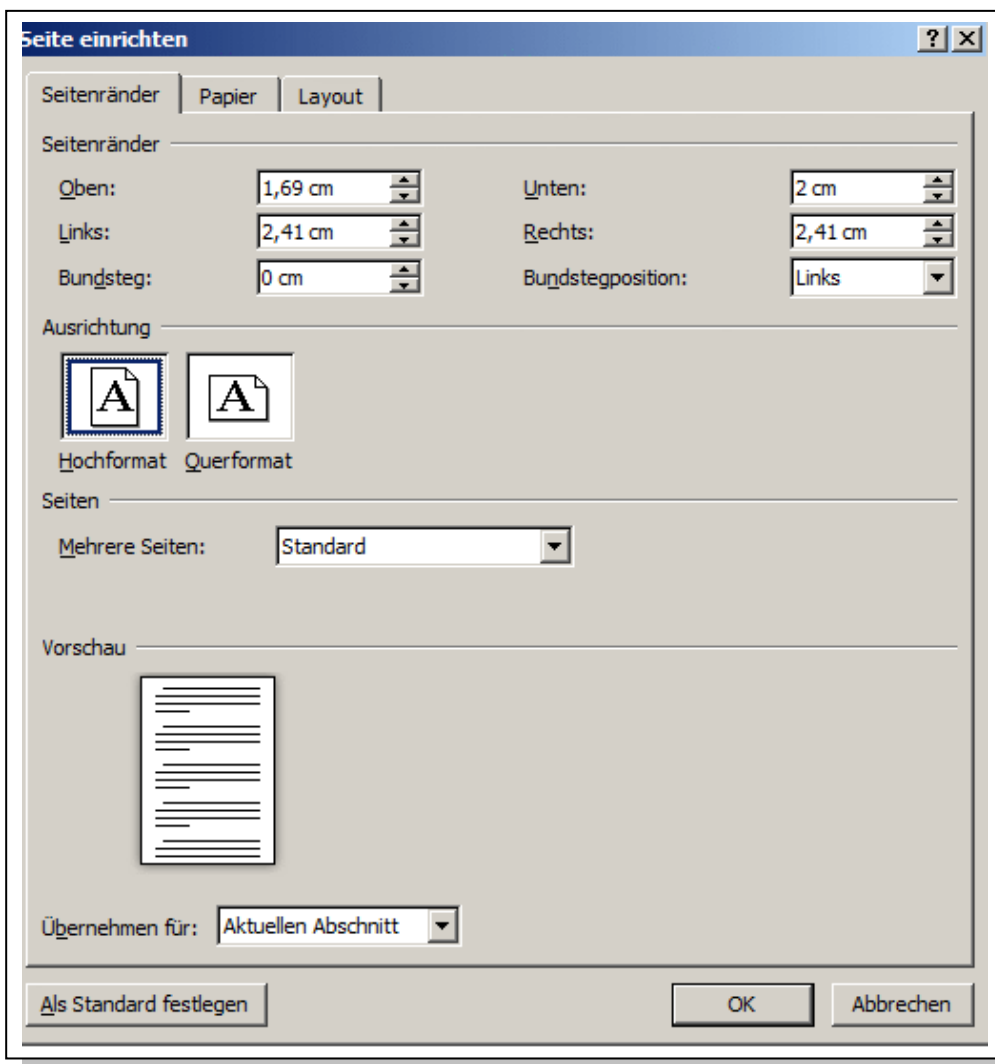 Seite einrichten
Seitenränder Papier Layout
Seitenränder
Oben: 1,69 cm Unten: 2 cm
Links: 2,41 cm Rechts: 2,41 cm
Bundsteg: 0 cm Bundstegposition: Links
Ausrichtung
A A
Hochformat Querformat
Seiten
Mehrere Seiten: Standard
Vorschau
Übernehmen für: Aktuellen Abschnitt
Als Standard festlegen OK Abbrechen